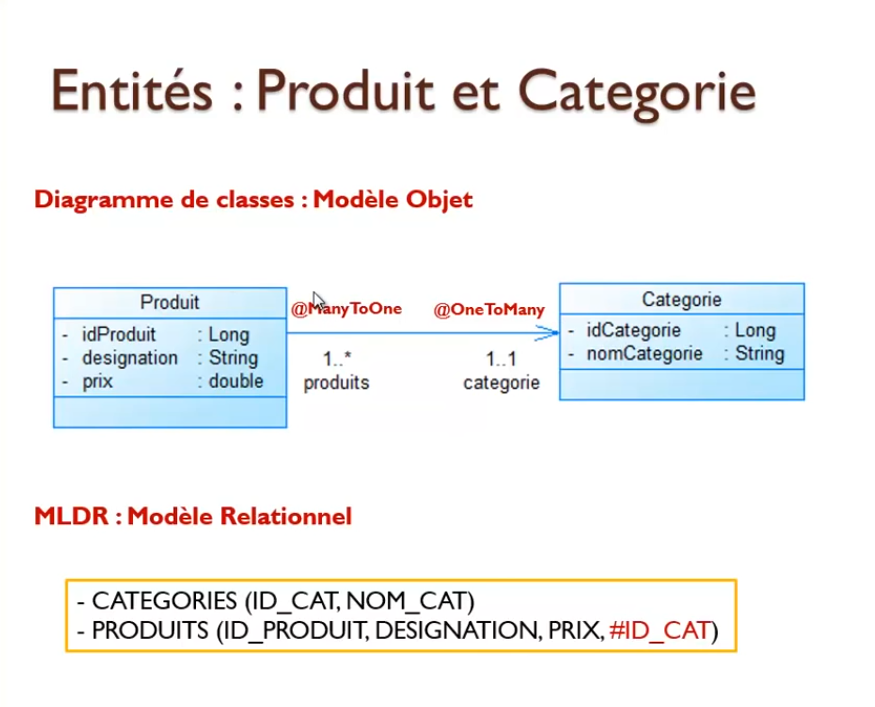 Entités : Produit et Categorie
Diagramme de classes : Modèle Objet
Produit
- idProduit : Long
- designation : String
- prix : double
@ManyToOne @OneToMany
1..* 1..1
produits categorie
Categorie
- idCategorie : Long
- nomCategorie : String
MLDR : Modèle Relationnel
- CATEGORIES (ID_CAT, NOM_CAT)
- PRODUITS (ID_PRODUIT, DESIGNATION, PRIX, #ID_CAT)